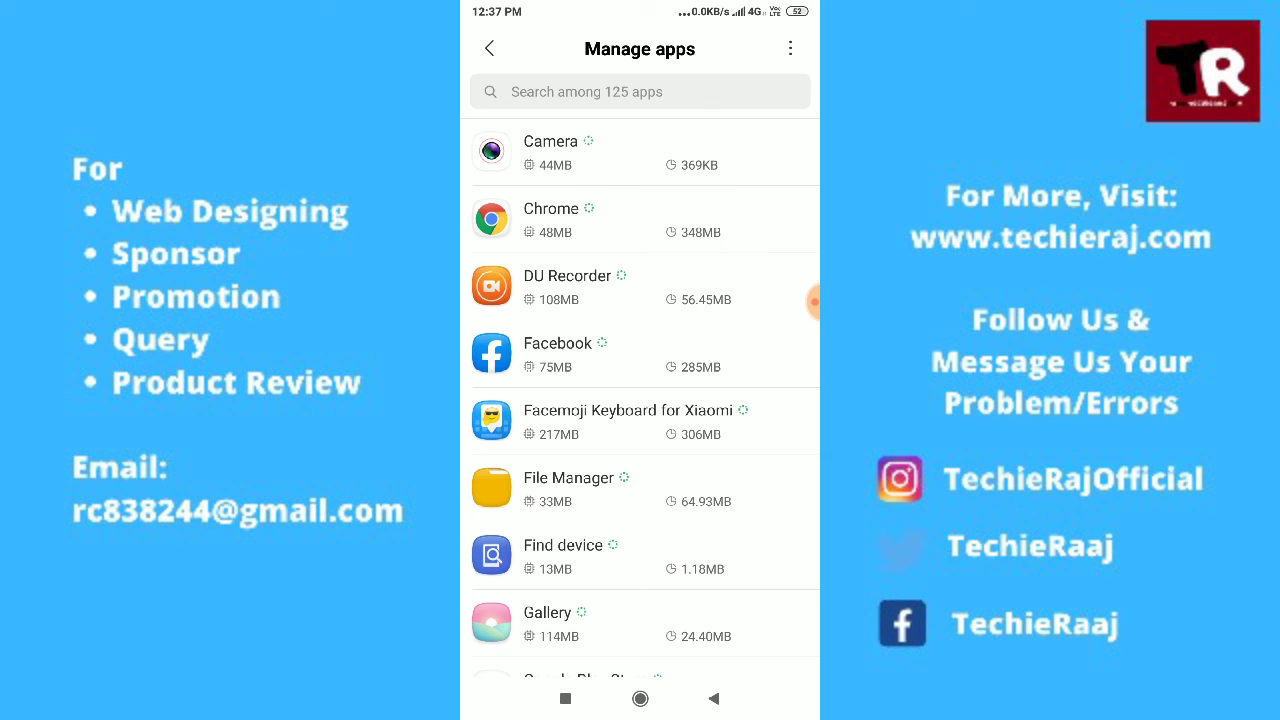 12:37 PM
...0.0KB/s 4G Vo LTE 52
Manage apps
Search among 125 apps
Camera
44MB 369KB
Chrome
48MB 348MB
DU Recorder
108MB 56.45MB
Facebook
75MB 285MB
Facemoji Keyboard for Xiaomi
217MB 306MB
File Manager
33MB 64.93MB
Find device
13MB 1.18MB
Gallery
114MB 24.40MB
For
• Web Designing
• Sponsor
• Promotion
• Query
• Product Review
Email:
rc838244@gmail.com
TR
For More, Visit:
www.techieraj.com
Follow Us &
Message Us Your
Problem/Errors
TechieRajOfficial
TechieRaaj
TechieRaaj